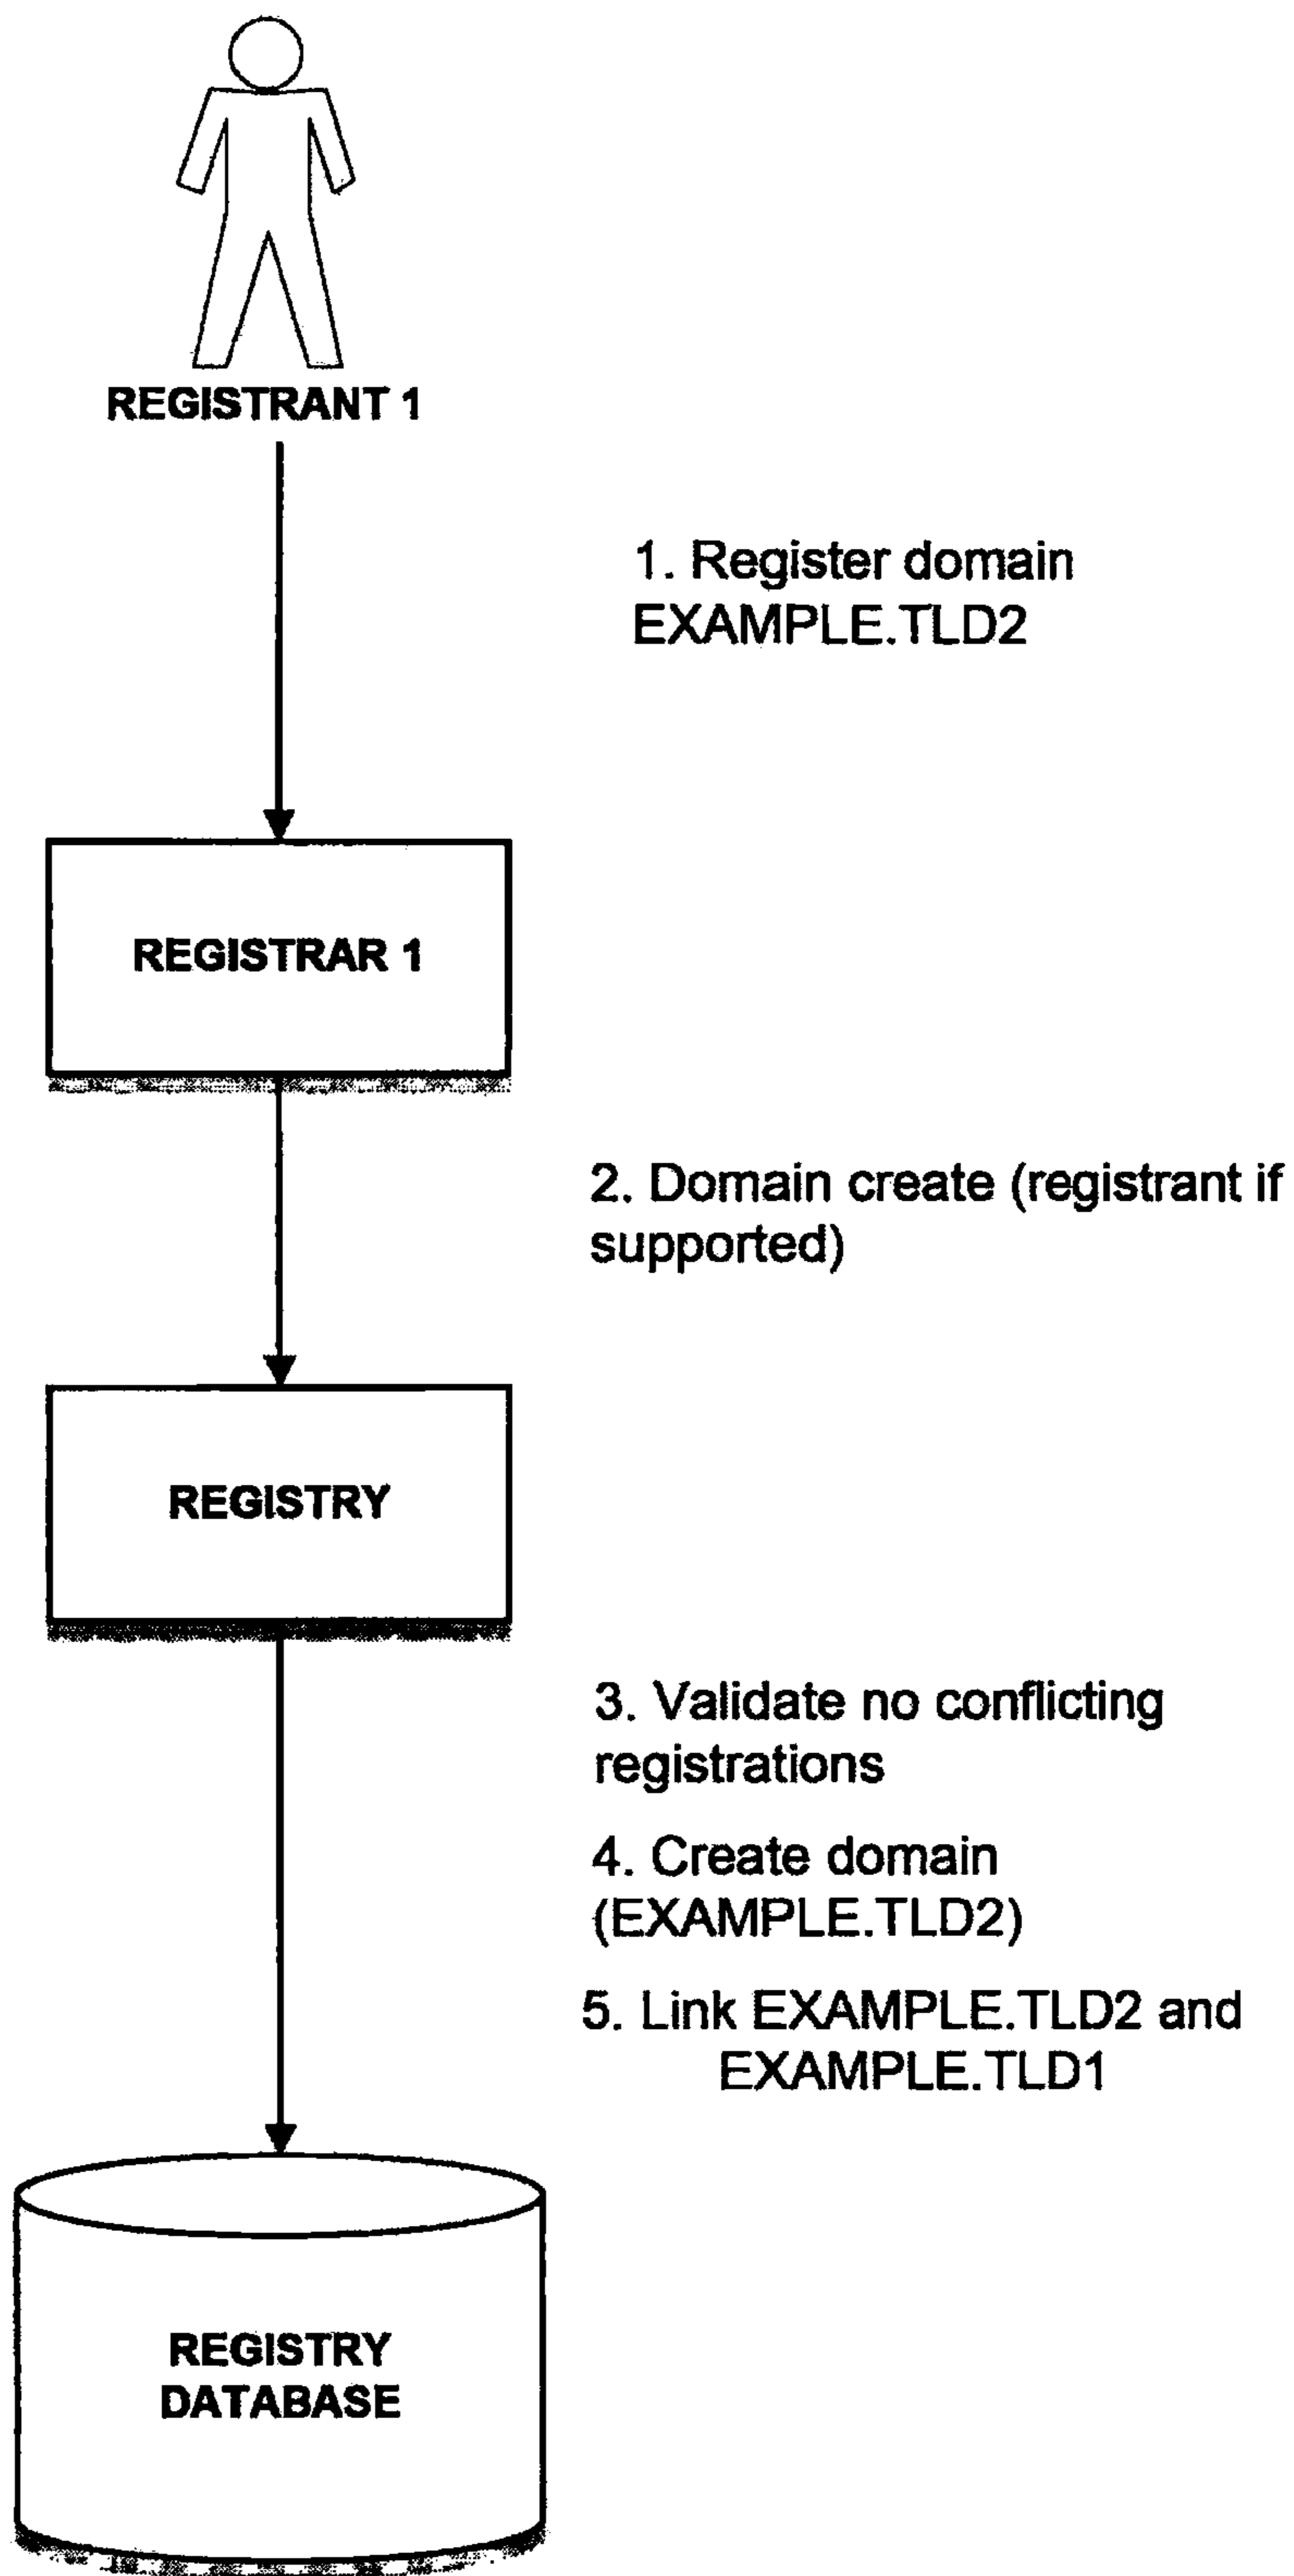 REGISTRANT 1
1. Register domain
EXAMPLE.TLD2
REGISTRAR 1
2. Domain create (registrant if
supported)
REGISTRY
3. Validate no conflicting
registrations
4. Create domain
(EXAMPLE.TLD2)
5. Link EXAMPLE.TLD2 and
EXAMPLE.TLD1
REGISTRY
DATABASE